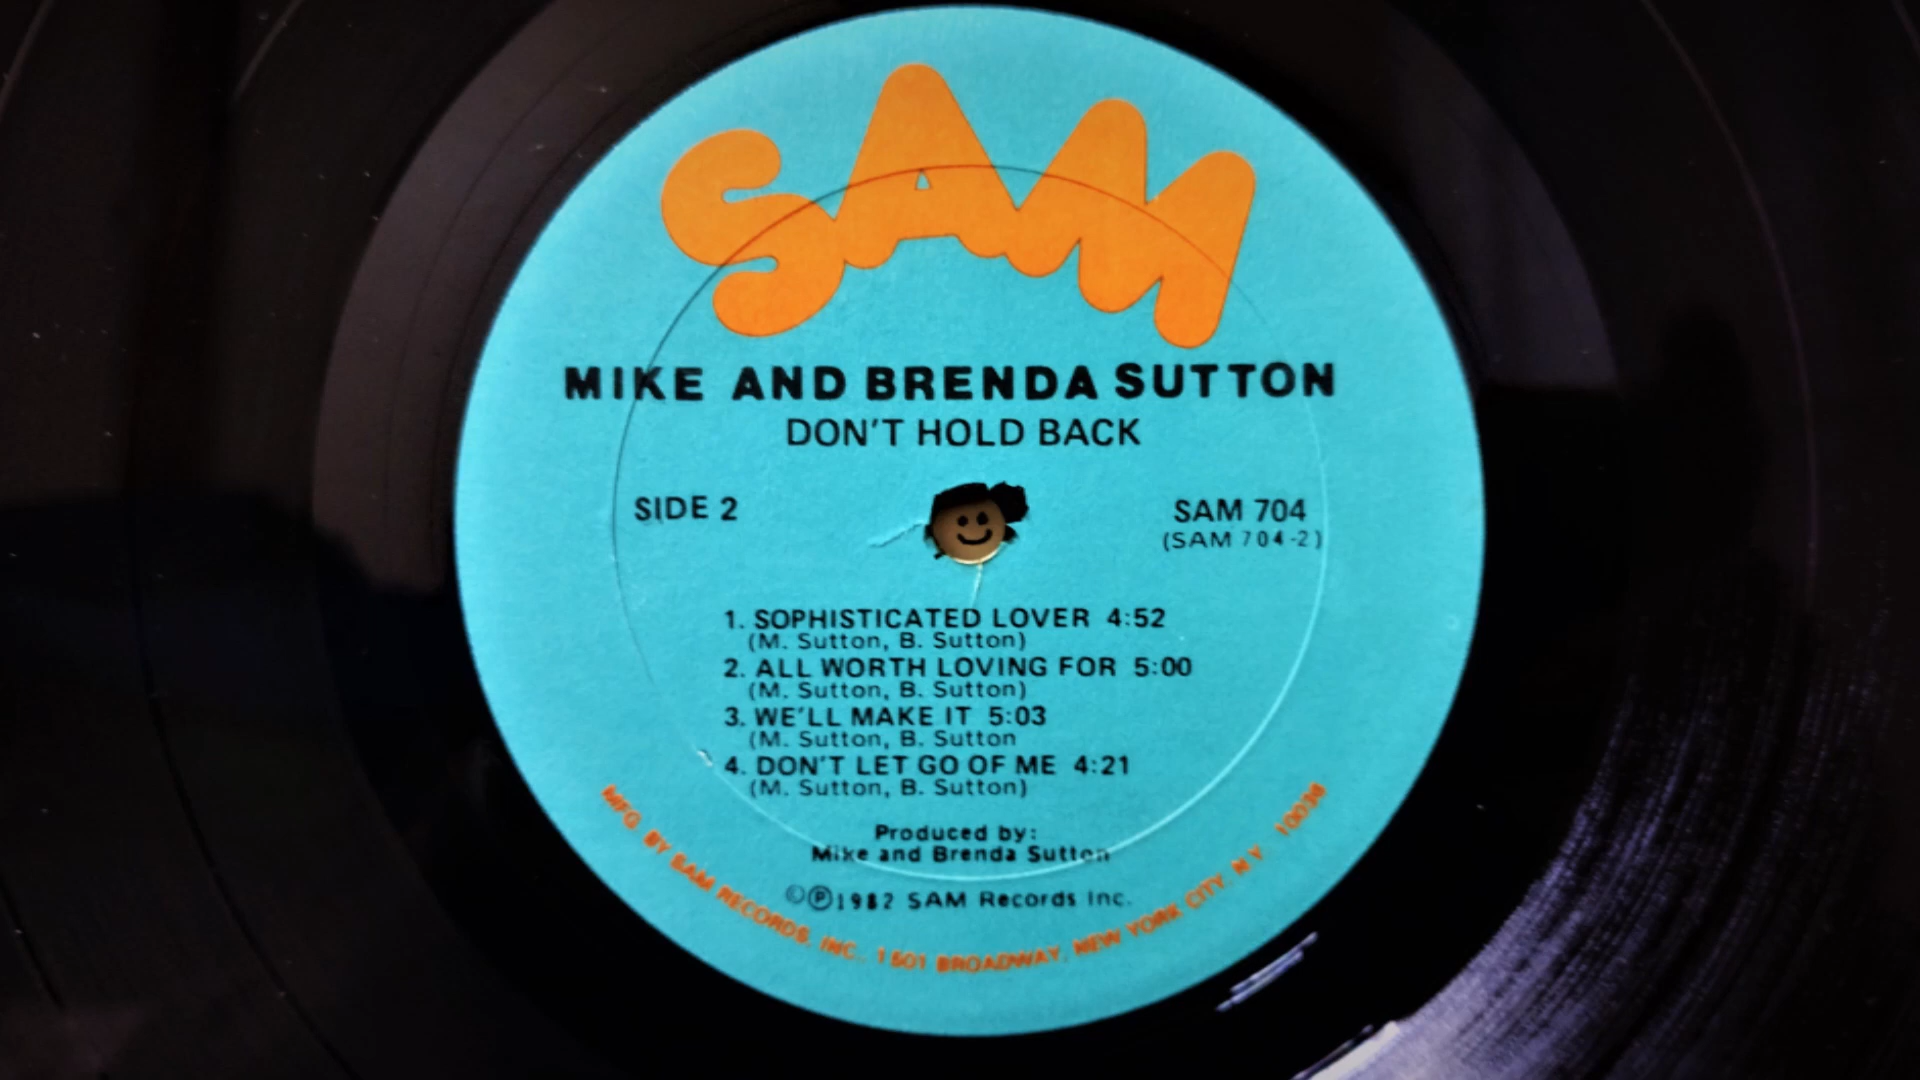 SAM
MIKE AND BRENDA SUTTON
DON'T HOLD BACK
SIDE 2
SAM 704
(SAM 704-2)
1. SOPHISTICATED LOVER 4:52
(M. Sutton, B. Sutton)
2. ALL WORTH LOVING FOR 5:00
(M. Sutton, B. Sutton)
3. WE'LL MAKE IT 5:03
(M. Sutton, B. Sutton
4. DON'T LET GO OF ME 4:21
(M. Sutton, B. Sutton)
Produced by:
Mike and Brenda Sutton
©℗1982 SAM Records Inc.
MFG. BY SAM RECORDS, INC., 1501 BROADWAY, NEW YORK CITY, N.Y. 10036